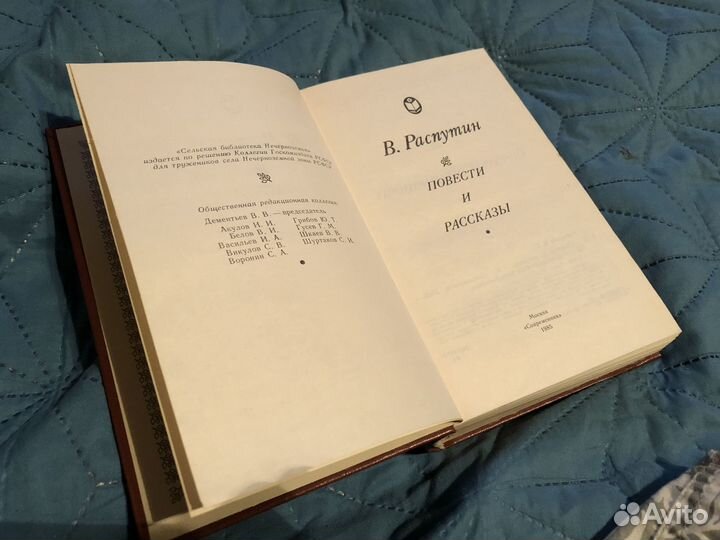 «Сельская библиотека Нечерноземья»
издается по решению Коллегии Госкомиздата РСФСР
для тружеников села Нечерноземной зоны РСФСР
Общественная редакционная коллегия:
Дементьев В. В. — председатель
Акулов И. И. Грибов Ю. Т.
Белов В. И. Гусев Г. М.
Васильев И. А. Шкаев В. В.
Викулов С. В. Шуртаков С. И.
Воронин С. А.
В. Распутин
ПОВЕСТИ
И
РАССКАЗЫ
Москва
«Современник»
1985
Avito